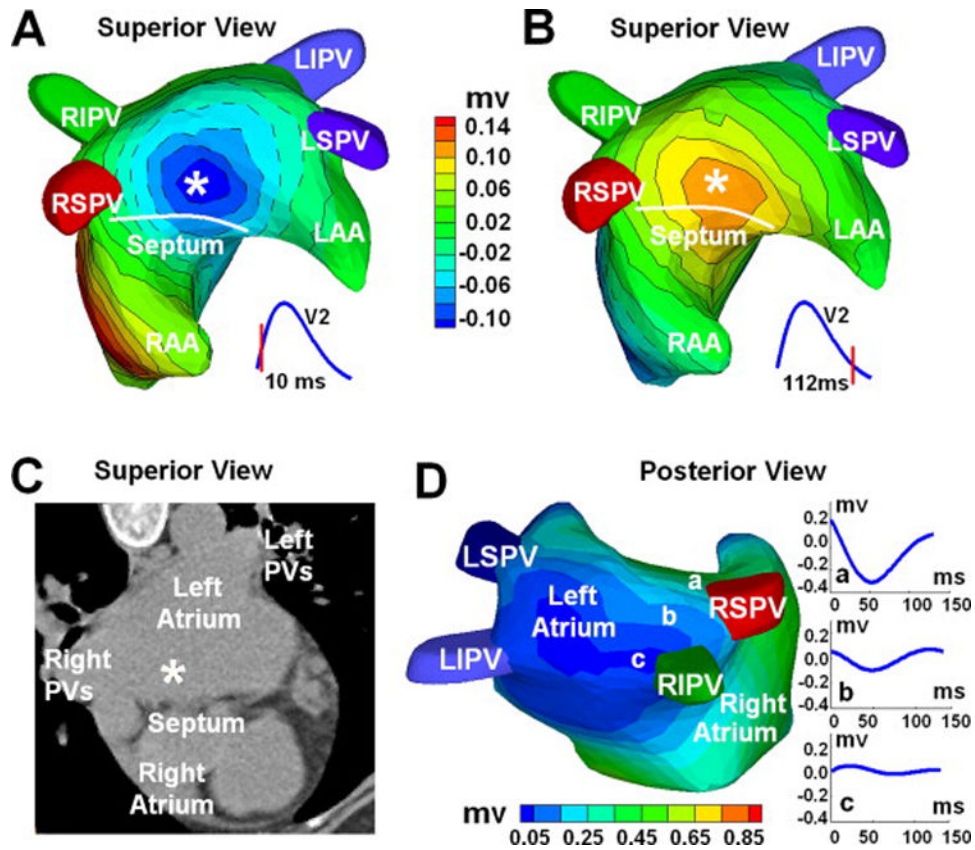 A
Superior View
LIPV
RIPV
LSPV
RSPV
*
Septum
LAA
RAA
V2
10 ms
mv
0.14
0.10
0.06
0.02
-0.02
-0.06
-0.10
B
Superior View
LIPV
RIPV
LSPV
RSPV
*
Septum
LAA
RAA
V2
112ms
C
Superior View
Left
PVs
Left
Atrium
Right
PVs
*
Septum
Right
Atrium
D
Posterior View
LSPV
a
RSPV
Left
Atrium
b
c
LIPV
RIPV
Right
Atrium
mv
0.05 0.25 0.45 0.65 0.85
mv
0.2
0.0
-0.2
-0.4
a
ms
0 50 100 150
mv
0.2
0.0
-0.2
-0.4
b
ms
0 50 100 150
mv
0.2
0.0
-0.2
-0.4
c
ms
0 50 100 150